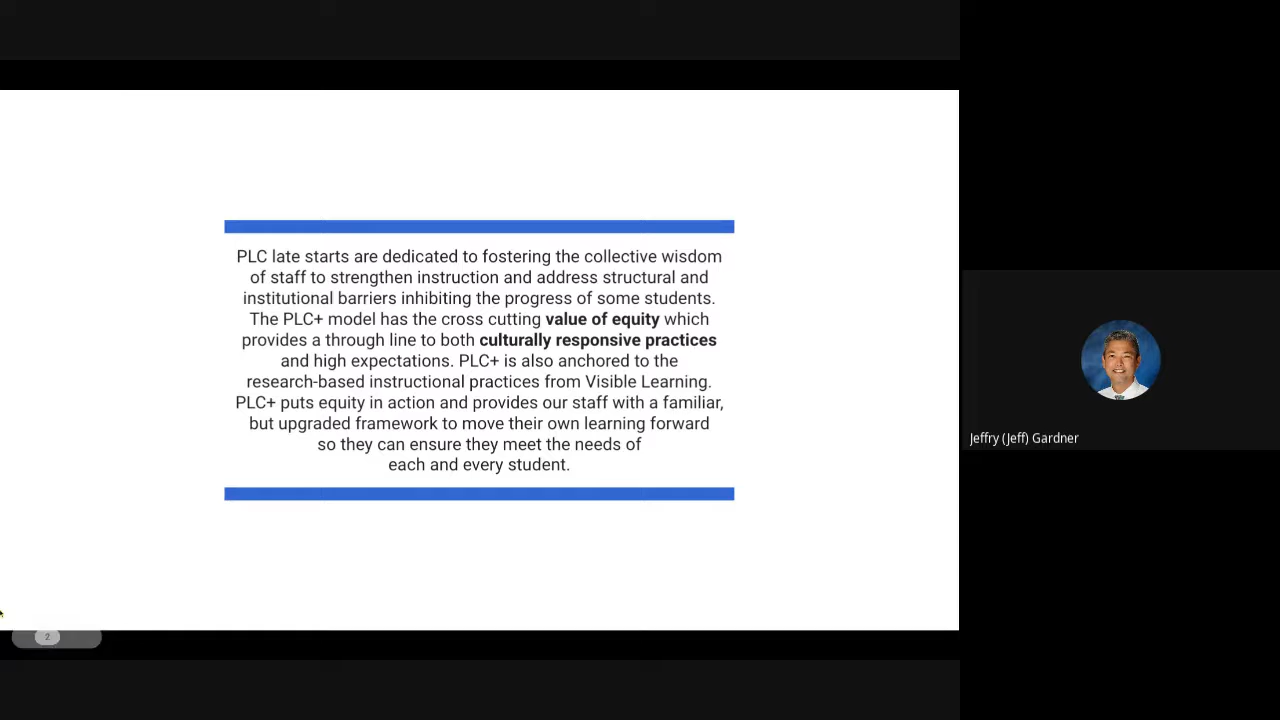 PLC late starts are dedicated to fostering the collective wisdom
of staff to strengthen instruction and address structural and
institutional barriers inhibiting the progress of some students.
The PLC+ model has the cross cutting value of equity which
provides a through line to both culturally responsive practices
and high expectations. PLC+ is also anchored to the
research-based instructional practices from Visible Learning.
PLC+ puts equity in action and provides our staff with a familiar,
but upgraded framework to move their own learning forward
so they can ensure they meet the needs of
each and every student.
Jeffry (Jeff) Gardner
2